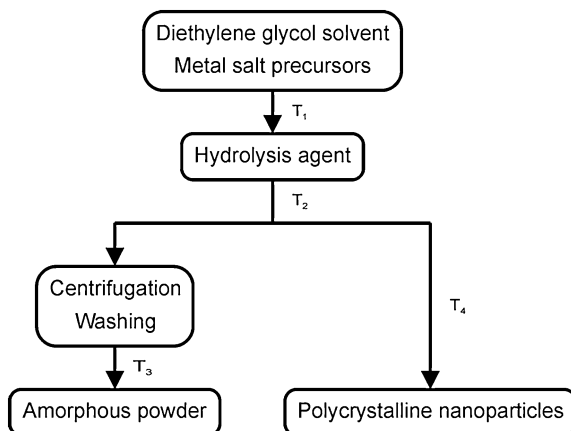 Diethylene glycol solvent
Metal salt precursors
T₁
Hydrolysis agent
T₂
Centrifugation
Washing
T₄
T₃
Amorphous powder
Polycrystalline nanoparticles